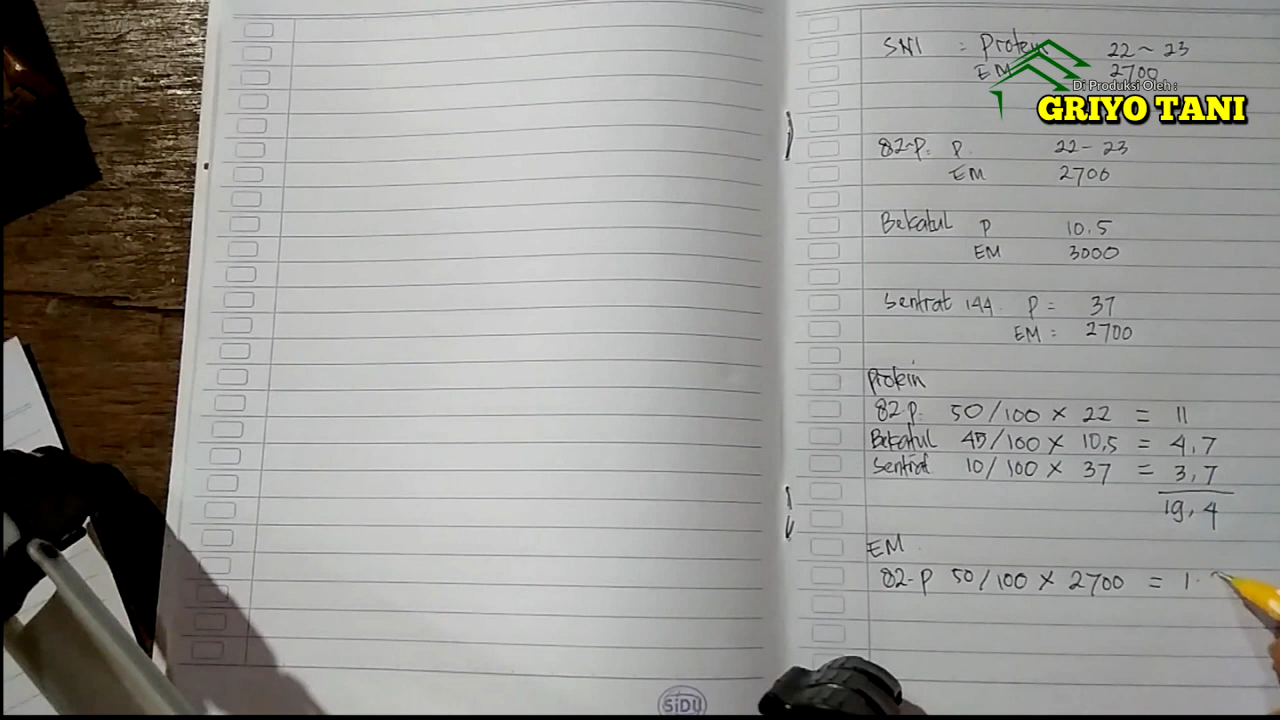 SNI : Protein 22 ~ 23
EM 2700
Di Produksi Oleh :
GRIYO TANI
82-P. P. 22 - 23
EM 2700
Bekatul P 10.5
EM 3000
Sentrat 144. P = 37
EM : 2700
Protein
82-P. 50/100 x 22 = 11
Bekatul 45/100 x 10,5 = 4,7
Sentrat 10/100 x 37 = 3,7
19,4
EM
82-P 50/100 x 2700 = 1.
SiDU